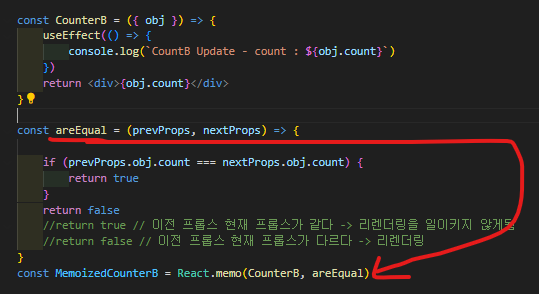 const CounterB = ({ obj }) => {
    useEffect(() => {
        console.log(`CountB Update - count : ${obj.count}`)
    })
    return <div>{obj.count}</div>
}
const areEqual = (prevProps, nextProps) => {
    if (prevProps.obj.count === nextProps.obj.count) {
        return true
    }
    return false
    //return true // 이전 프롭스 현재 프롭스가 같다 -> 리렌더링을 일이키지 않게됨
    //return false // 이전 프롭스 현재 프롭스가 다르다 -> 리렌더링
}
const MemoizedCounterB = React.memo(CounterB, areEqual)